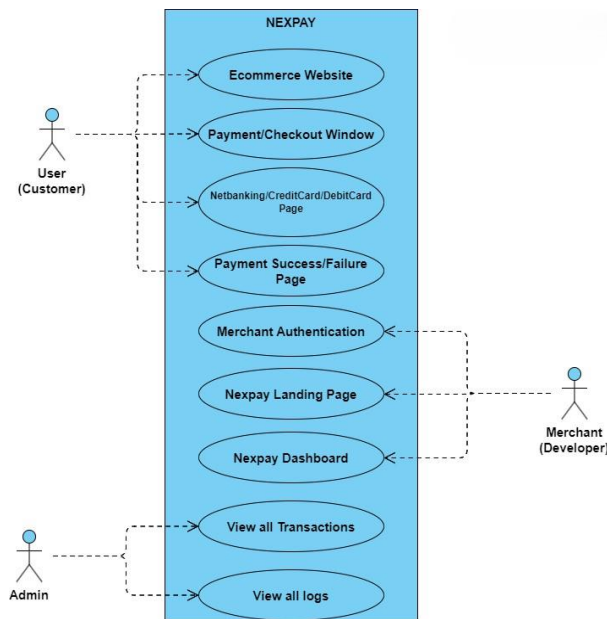 NEXPAY
Ecommerce Website
Payment/Checkout Window
User
(Customer)
Netbanking/CreditCard/DebitCard
Page
Payment Success/Failure
Page
Merchant Authentication
Nexpay Landing Page
Merchant
(Developer)
Nexpay Dashboard
View all Transactions
Admin
View all logs